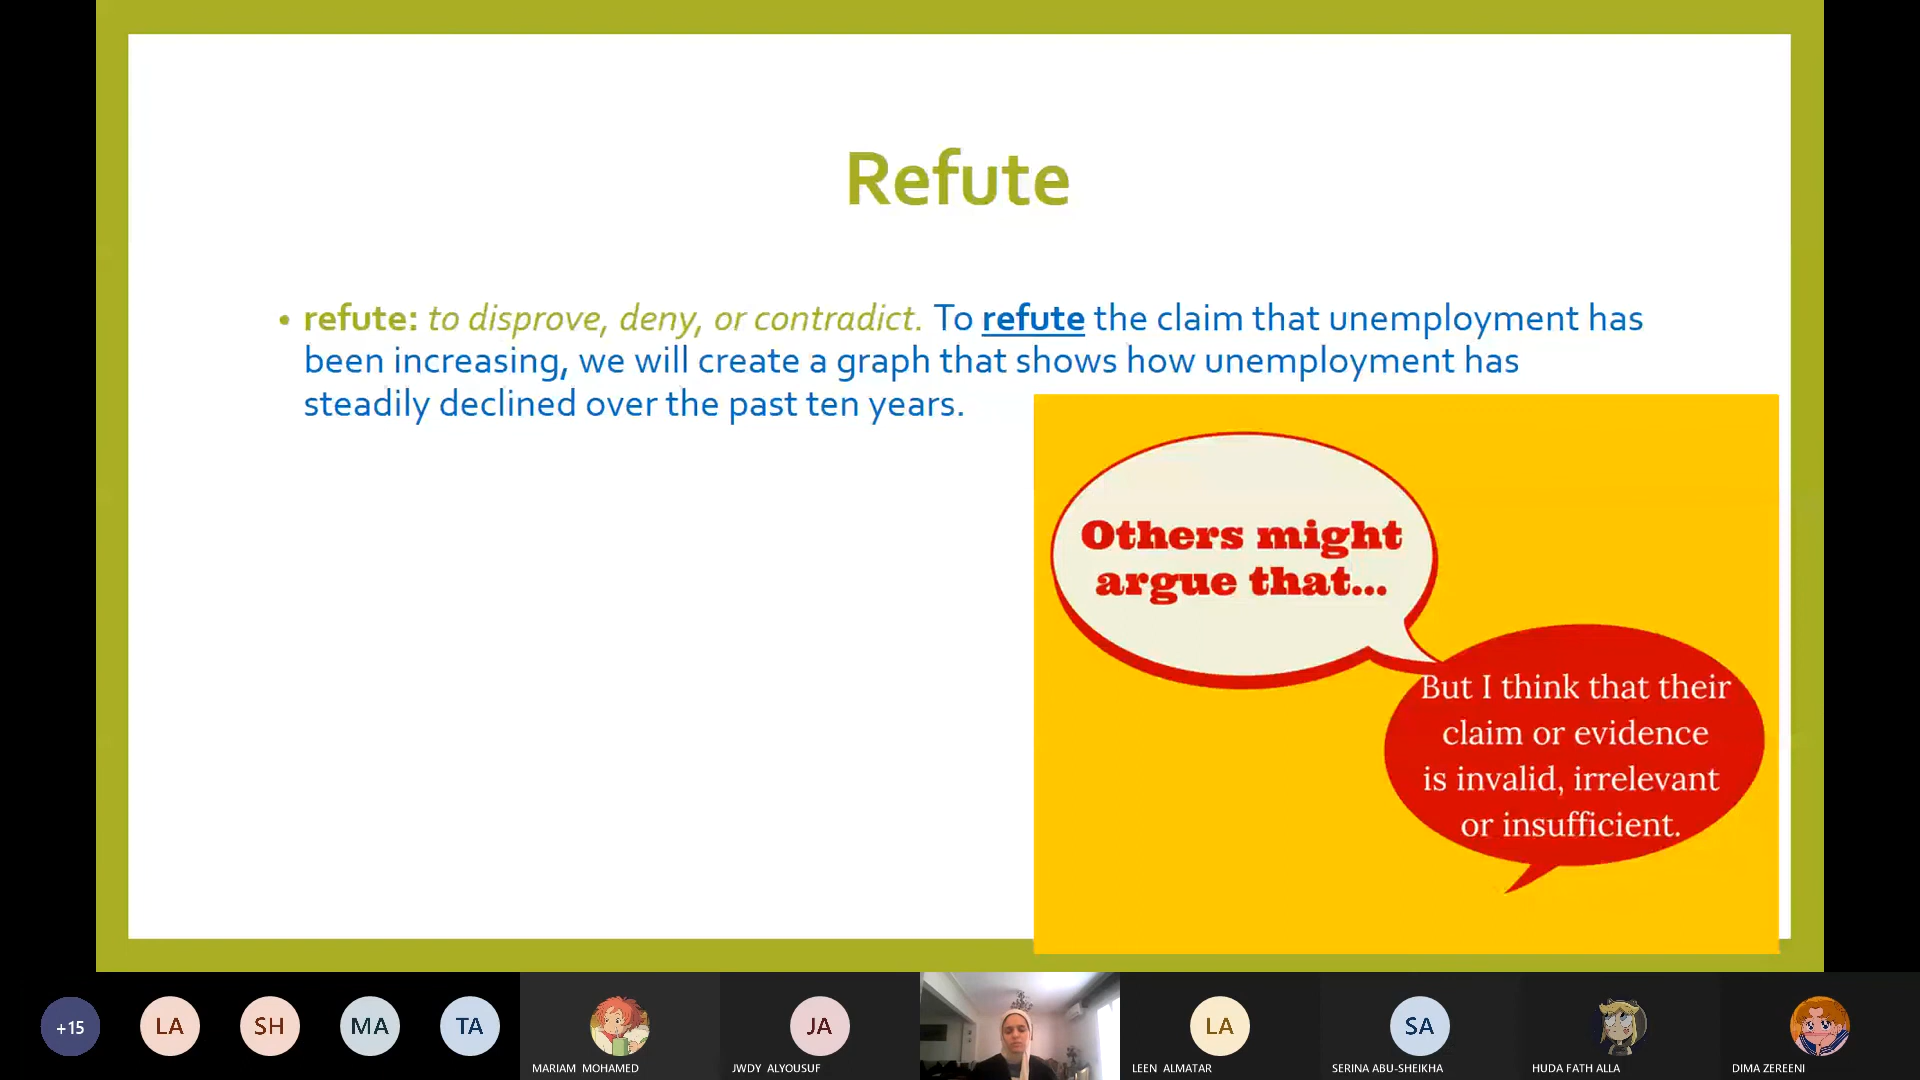 Refute
• refute: to disprove, deny, or contradict. To refute the claim that unemployment has
been increasing, we will create a graph that shows how unemployment has
steadily declined over the past ten years.
Others might
argue that...
But I think that their
claim or evidence
is invalid, irrelevant
or insufficient.
+15
LA
SH
MA
TA
MARIAM MOHAMED
JA
JWDY ALYOUSUF
LA
LEEN ALMATAR
SA
SERINA ABU-SHEIKHA
HUDA FATH ALLA
DIMA ZEREENI